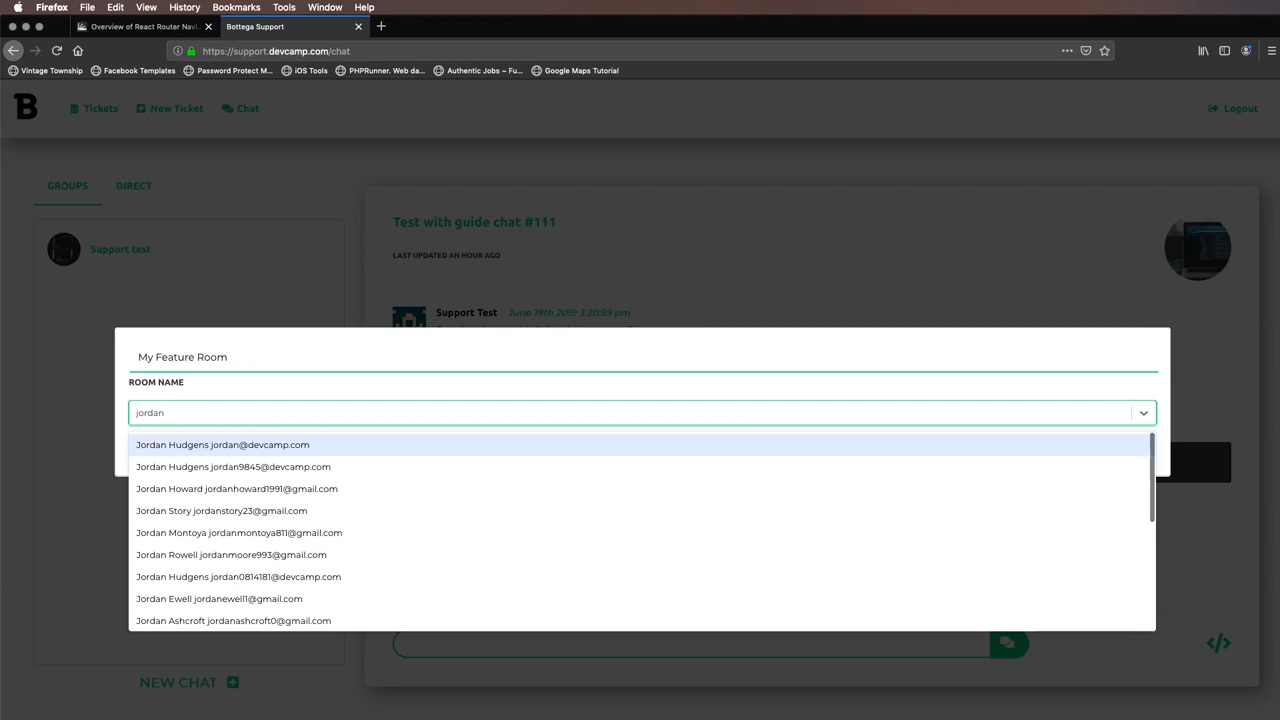 Firefox File Edit View History Bookmarks Tools Window Help
Overview of React Router Nav
Bottega Support
https://support.devcamp.com/chat
Vintage Township
Facebook Templates
Password Protect M...
iOS Tools
PHPRunner. Web da...
Authentic Jobs ~ Fu...
Google Maps Tutorial
B
Tickets
New Ticket
Chat
Logout
GROUPS
DIRECT
Support test
Test with guide chat #111
LAST UPDATED AN HOUR AGO
Support Test June 19th 2019 3:20:59 pm
My Feature Room
ROOM NAME
jordan
Jordan Hudgens jordan@devcamp.com
Jordan Hudgens jordan9845@devcamp.com
Jordan Howard jordanhoward1991@gmail.com
Jordan Story jordanstory23@gmail.com
Jordan Montoya jordanmontoya811@gmail.com
Jordan Rowell jordanmoore993@gmail.com
Jordan Hudgens jordan0814181@devcamp.com
Jordan Ewell jordanewell1@gmail.com
Jordan Ashcroft jordanashcroft0@gmail.com
NEW CHAT